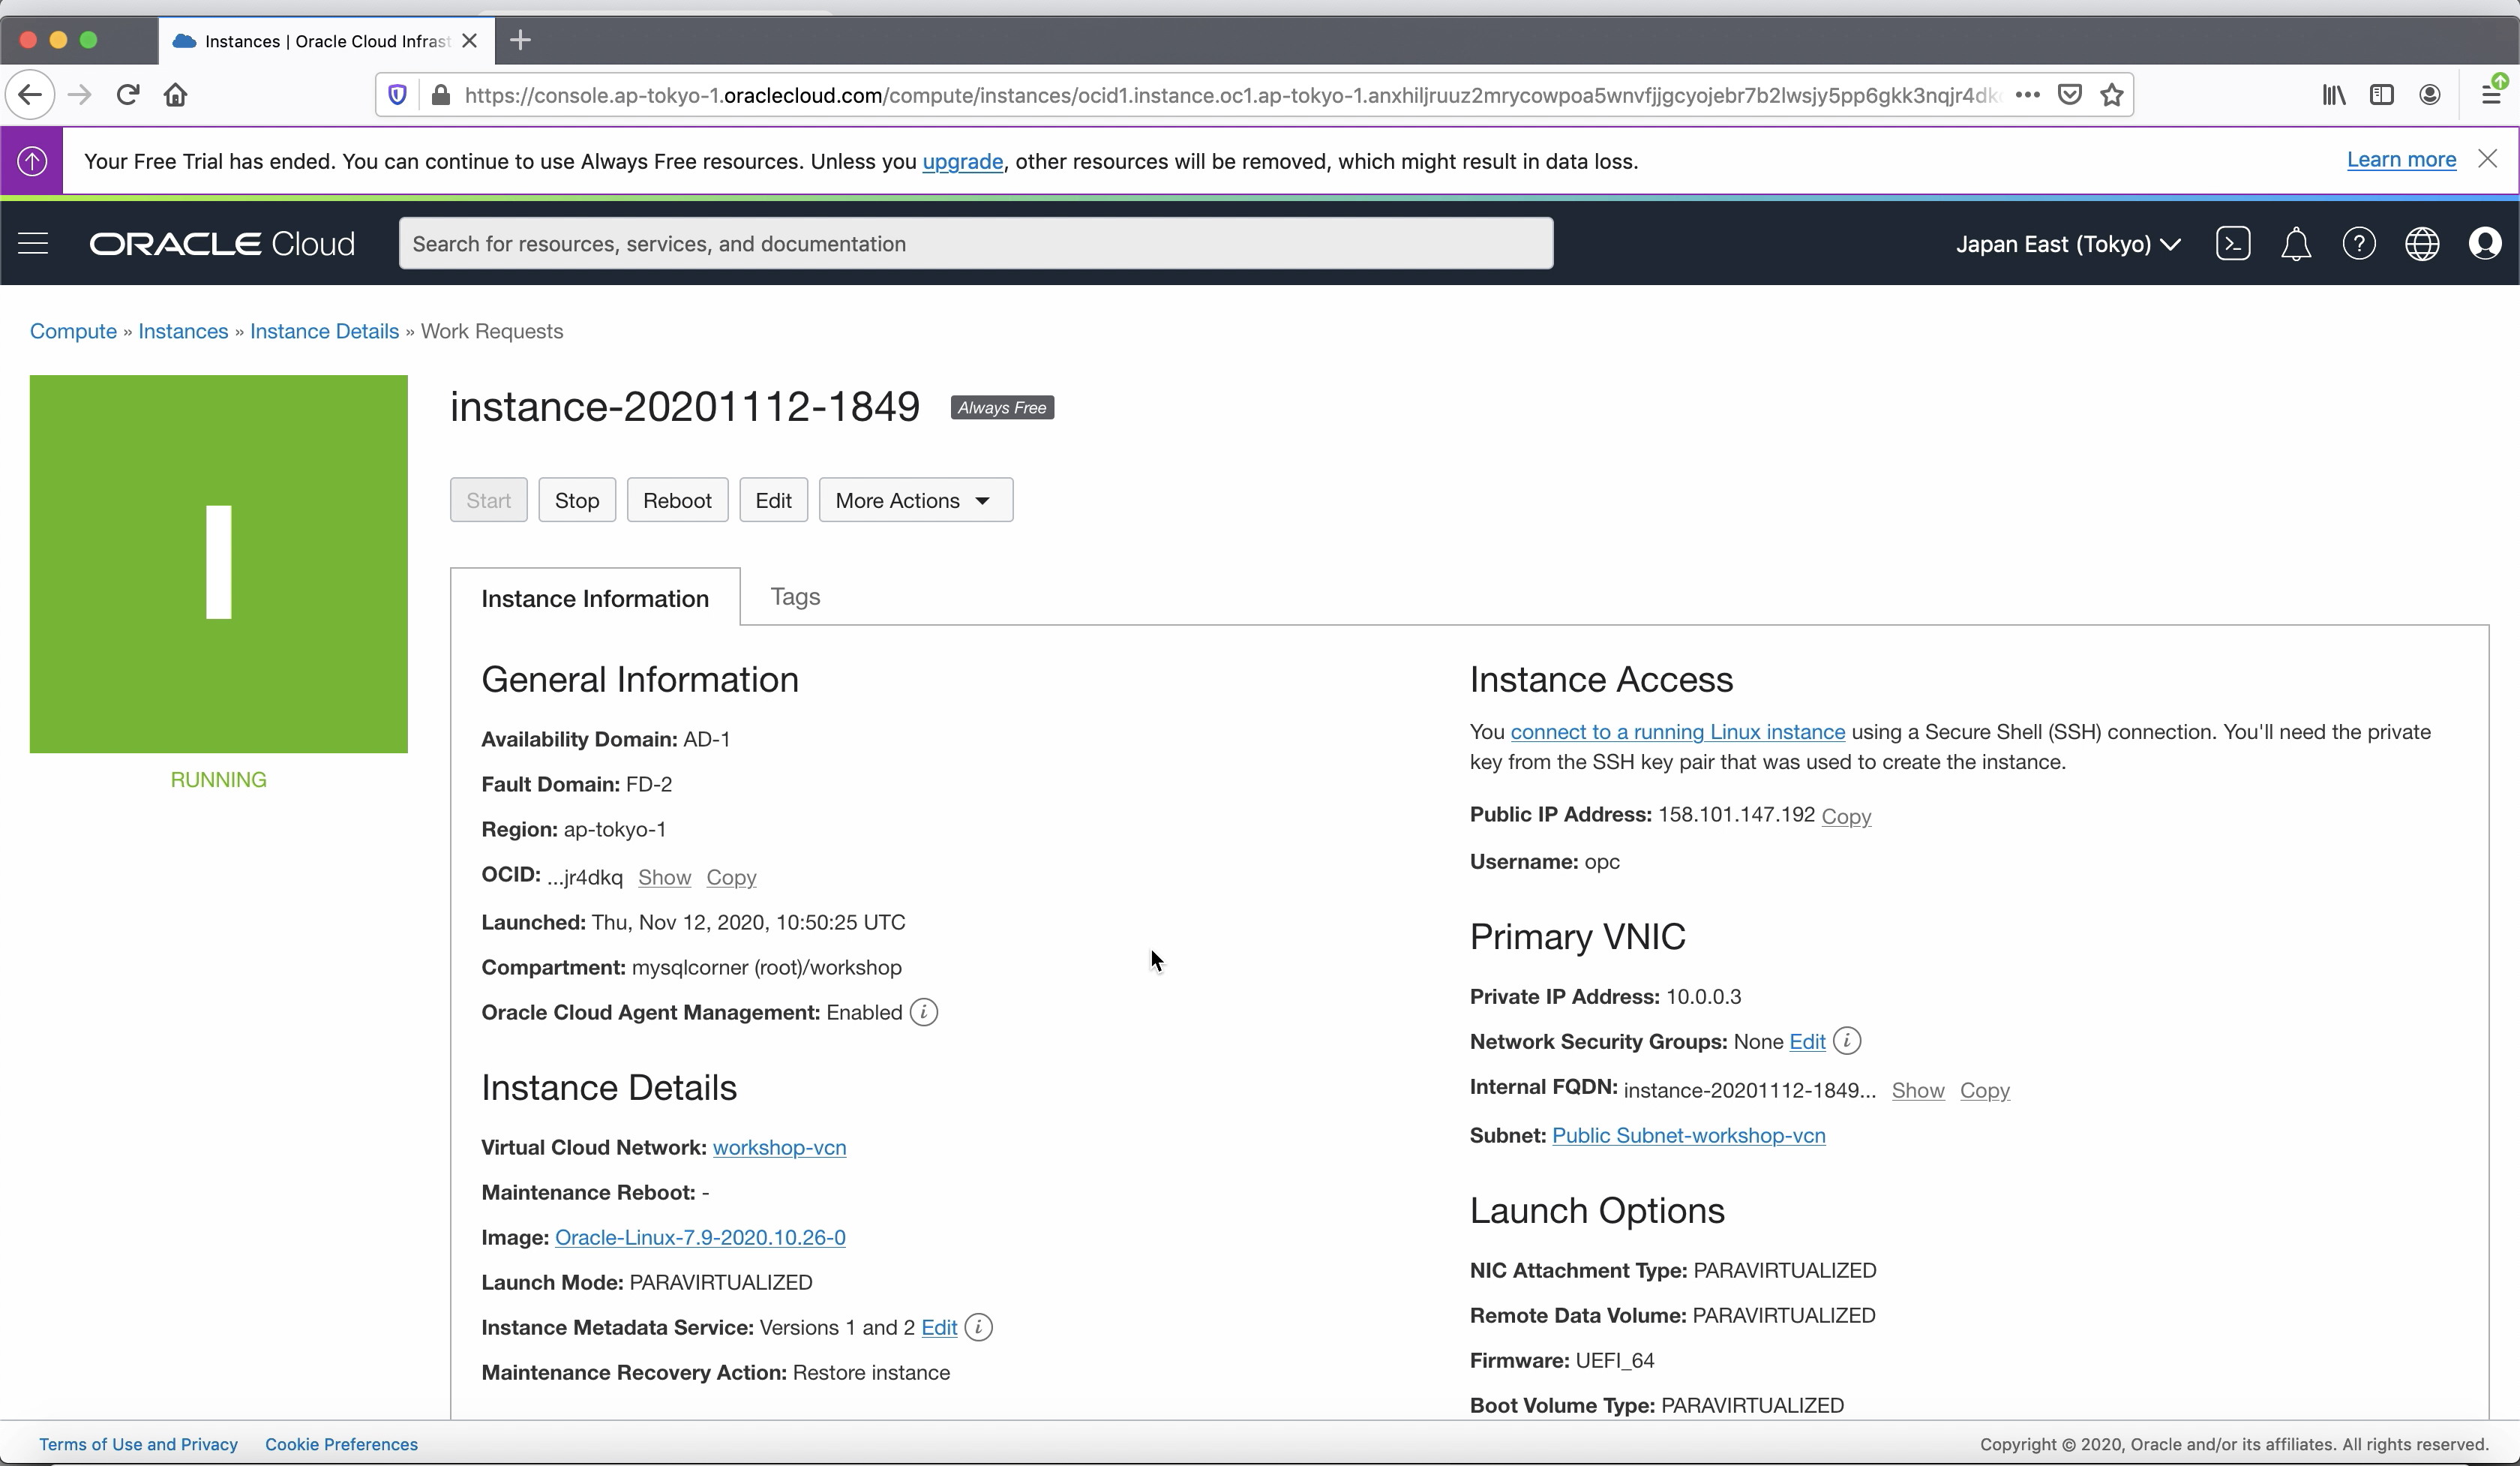 Instances | Oracle Cloud Infrast
https://console.ap-tokyo-1.oraclecloud.com/compute/instances/ocid1.instance.oc1.ap-tokyo-1.anxhiljruuz2mrycowpoa5wnvfjjgcyojebr7b2lwsjy5pp6gkk3nqjr4dk
Your Free Trial has ended. You can continue to use Always Free resources. Unless you upgrade, other resources will be removed, which might result in data loss. Learn more
ORACLE Cloud
Search for resources, services, and documentation
Japan East (Tokyo)
Compute » Instances » Instance Details » Work Requests
I
RUNNING
instance-20201112-1849 Always Free
Start Stop Reboot Edit More Actions
Instance Information Tags
General Information
Availability Domain: AD-1
Fault Domain: FD-2
Region: ap-tokyo-1
OCID: ...jr4dkq Show Copy
Launched: Thu, Nov 12, 2020, 10:50:25 UTC
Compartment: mysqlcorner (root)/workshop
Oracle Cloud Agent Management: Enabled i
Instance Details
Virtual Cloud Network: workshop-vcn
Maintenance Reboot: -
Image: Oracle-Linux-7.9-2020.10.26-0
Launch Mode: PARAVIRTUALIZED
Instance Metadata Service: Versions 1 and 2 Edit i
Maintenance Recovery Action: Restore instance
Instance Access
You connect to a running Linux instance using a Secure Shell (SSH) connection. You'll need the private
key from the SSH key pair that was used to create the instance.
Public IP Address: 158.101.147.192 Copy
Username: opc
Primary VNIC
Private IP Address: 10.0.0.3
Network Security Groups: None Edit i
Internal FQDN: instance-20201112-1849... Show Copy
Subnet: Public Subnet-workshop-vcn
Launch Options
NIC Attachment Type: PARAVIRTUALIZED
Remote Data Volume: PARAVIRTUALIZED
Firmware: UEFI_64
Boot Volume Type: PARAVIRTUALIZED
Terms of Use and Privacy Cookie Preferences
Copyright © 2020, Oracle and/or its affiliates. All rights reserved.